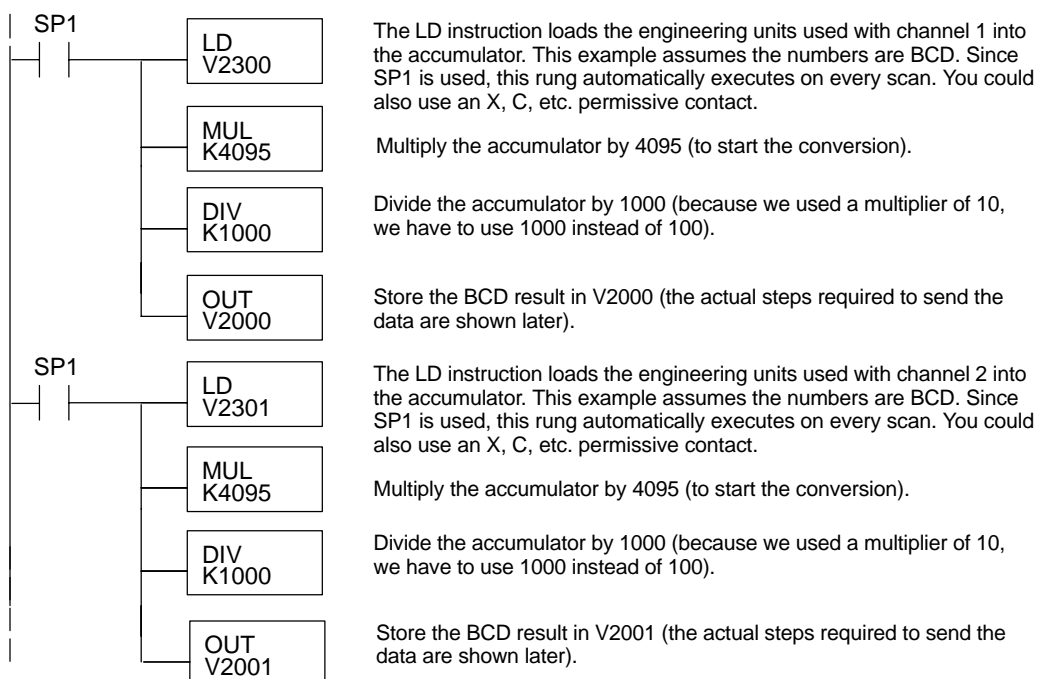 SP1
LD
V2300
The LD instruction loads the engineering units used with channel 1 into
the accumulator. This example assumes the numbers are BCD. Since
SP1 is used, this rung automatically executes on every scan. You could
also use an X, C, etc. permissive contact.
MUL
K4095
Multiply the accumulator by 4095 (to start the conversion).
DIV
K1000
Divide the accumulator by 1000 (because we used a multiplier of 10,
we have to use 1000 instead of 100).
OUT
V2000
Store the BCD result in V2000 (the actual steps required to send the
data are shown later).
SP1
LD
V2301
The LD instruction loads the engineering units used with channel 2 into
the accumulator. This example assumes the numbers are BCD. Since
SP1 is used, this rung automatically executes on every scan. You could
also use an X, C, etc. permissive contact.
MUL
K4095
Multiply the accumulator by 4095 (to start the conversion).
DIV
K1000
Divide the accumulator by 1000 (because we used a multiplier of 10,
we have to use 1000 instead of 100).
OUT
V2001
Store the BCD result in V2001 (the actual steps required to send the
data are shown later).